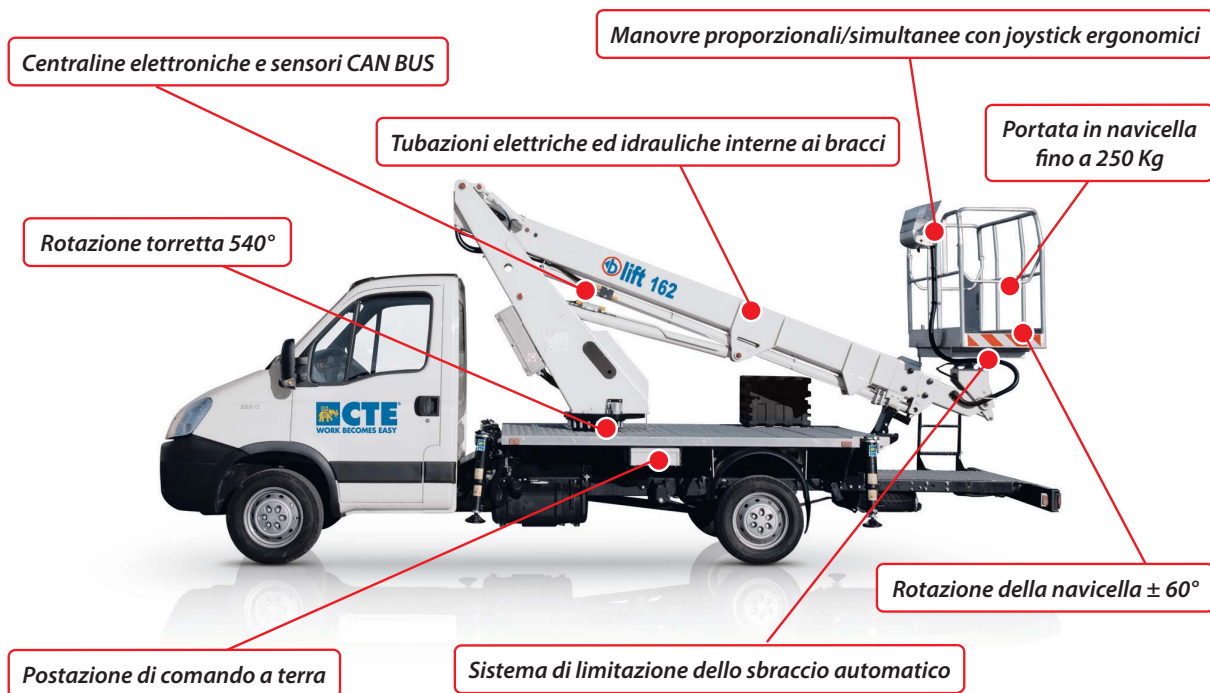 Manovre proporzionali/simultanee con joystick ergonomici
Centraline elettroniche e sensori CAN BUS
Tubazioni elettriche ed idrauliche interne ai bracci
Portata in navicella
fino a 250 Kg
Rotazione torretta 540°
lift 162
CTE
WORK BECOMES EASY
Rotazione della navicella ± 60°
Sistema di limitazione dello sbraccio automatico
Postazione di comando a terra